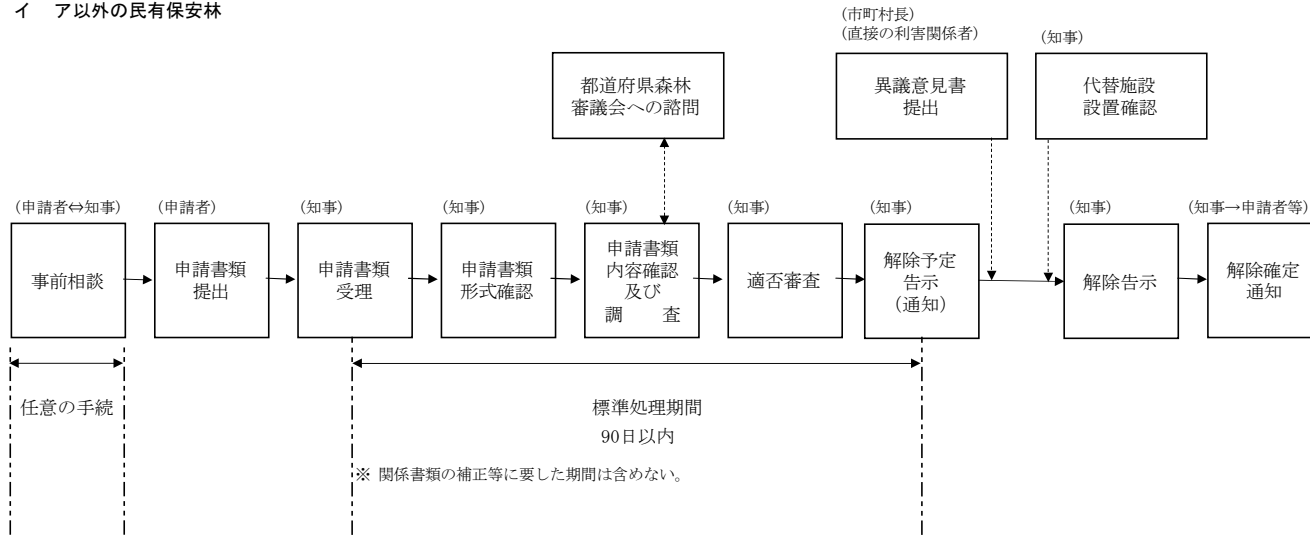 イ　ア以外の民有保安林
(市町村長)
(直接の利害関係者)
(知事)
都道府県森林
審議会への諮問
異議意見書
提出
代替施設
設置確認
(申請者⇔知事)
(申請者)
(知事)
(知事)
(知事)
(知事)
(知事)
(知事)
(知事→申請者等)
事前相談
申請書類
提出
申請書類
受理
申請書類
形式確認
申請書類
内容確認
及び
調　　査
適否審査
解除予定
告示
(通知)
解除告示
解除確定
通知
任意の手続
標準処理期間
90日以内
※ 関係書類の補正等に要した期間は含めない。